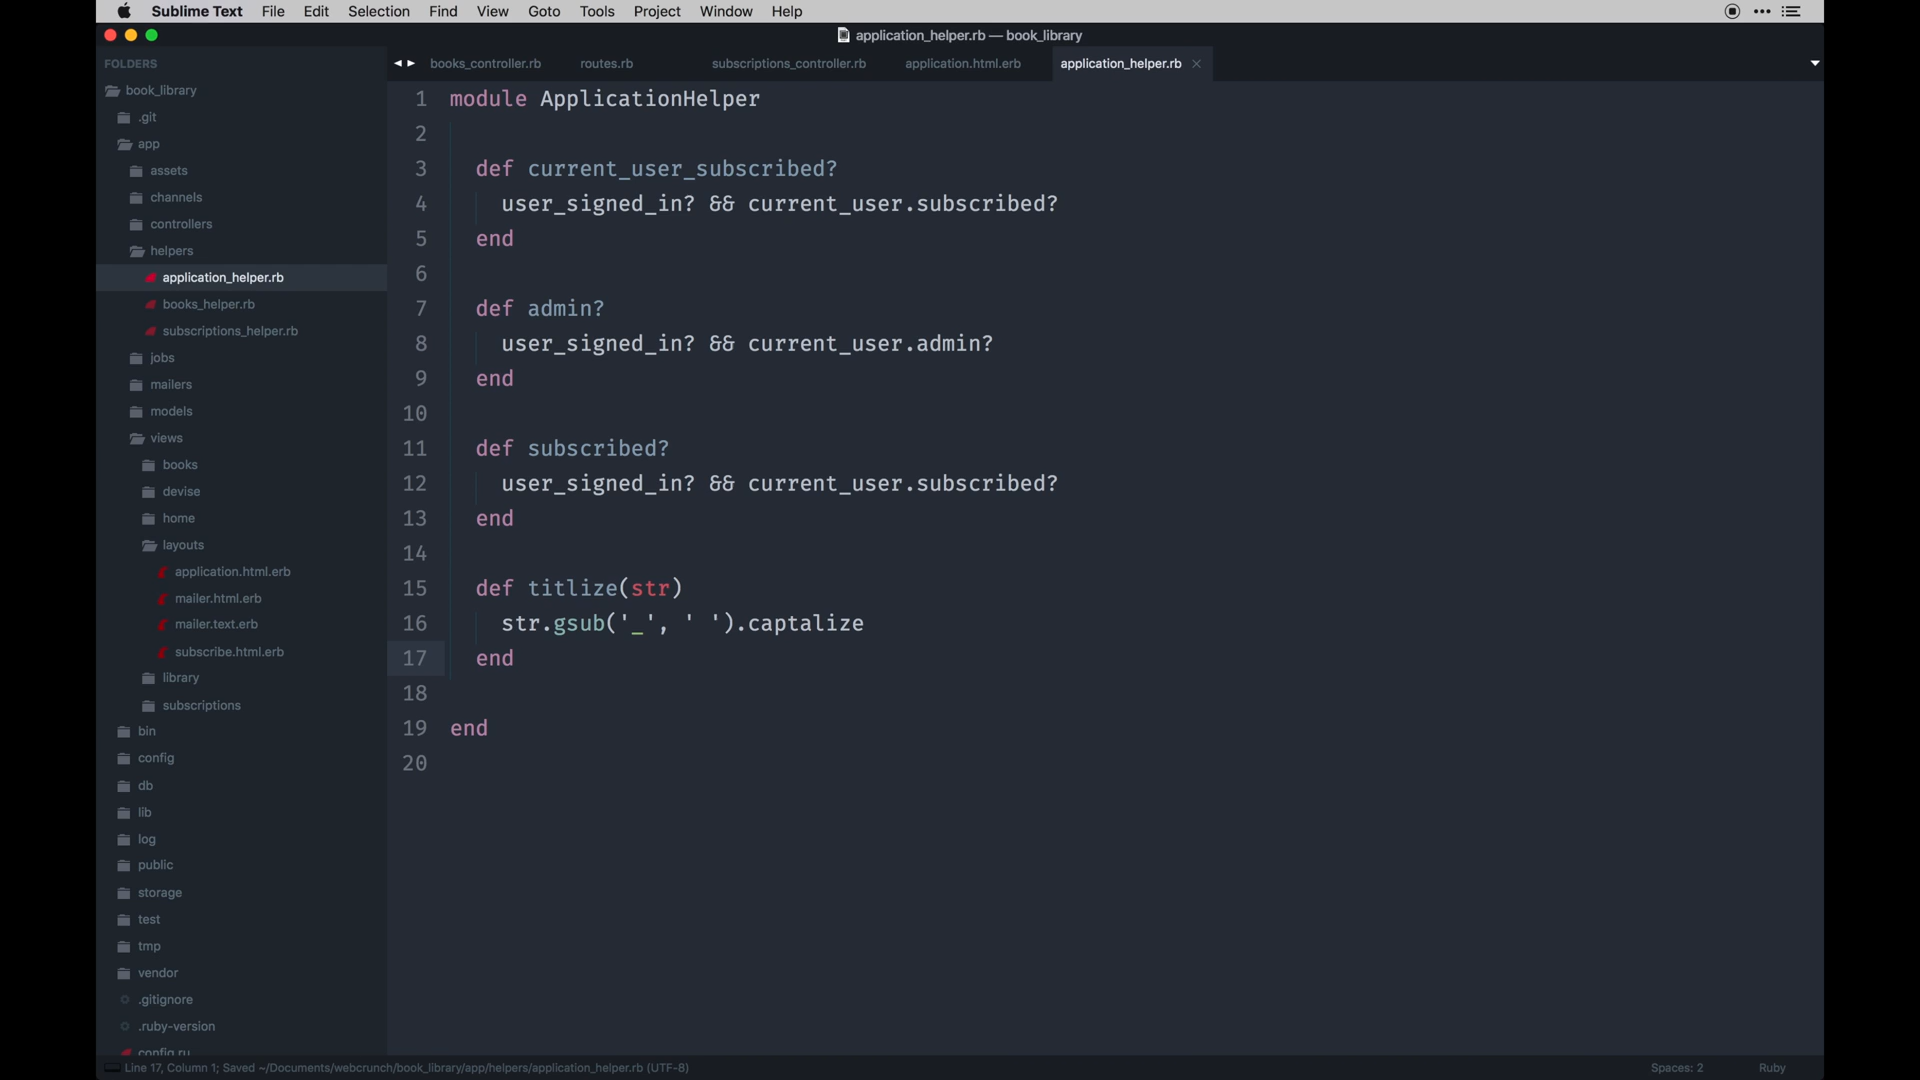 Sublime Text File Edit Selection Find View Goto Tools Project Window Help
application_helper.rb — book_library
FOLDERS
books_controller.rb routes.rb subscriptions_controller.rb application.html.erb application_helper.rb
book_library
.git
app
assets
channels
controllers
helpers
application_helper.rb
books_helper.rb
subscriptions_helper.rb
jobs
mailers
models
views
books
devise
home
layouts
application.html.erb
mailer.html.erb
mailer.text.erb
subscribe.html.erb
library
subscriptions
bin
config
db
lib
log
public
storage
test
tmp
vendor
.gitignore
.ruby-version
config.ru
1 module ApplicationHelper
2
3 def current_user_subscribed?
4 user_signed_in? && current_user.subscribed?
5 end
6
7 def admin?
8 user_signed_in? && current_user.admin?
9 end
10
11 def subscribed?
12 user_signed_in? && current_user.subscribed?
13 end
14
15 def titlize(str)
16 str.gsub('_', ' ').captalize
17 end
18
19 end
20
Line 17, Column 1; Saved ~/Documents/webcrunch/book_library/app/helpers/application_helper.rb (UTF-8) Spaces: 2 Ruby